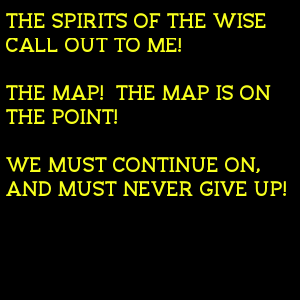 THE SPIRITS OF THE WISE
CALL OUT TO ME!
THE MAP!  THE MAP IS ON
THE POINT!
WE MUST CONTINUE ON,
AND MUST NEVER GIVE UP!